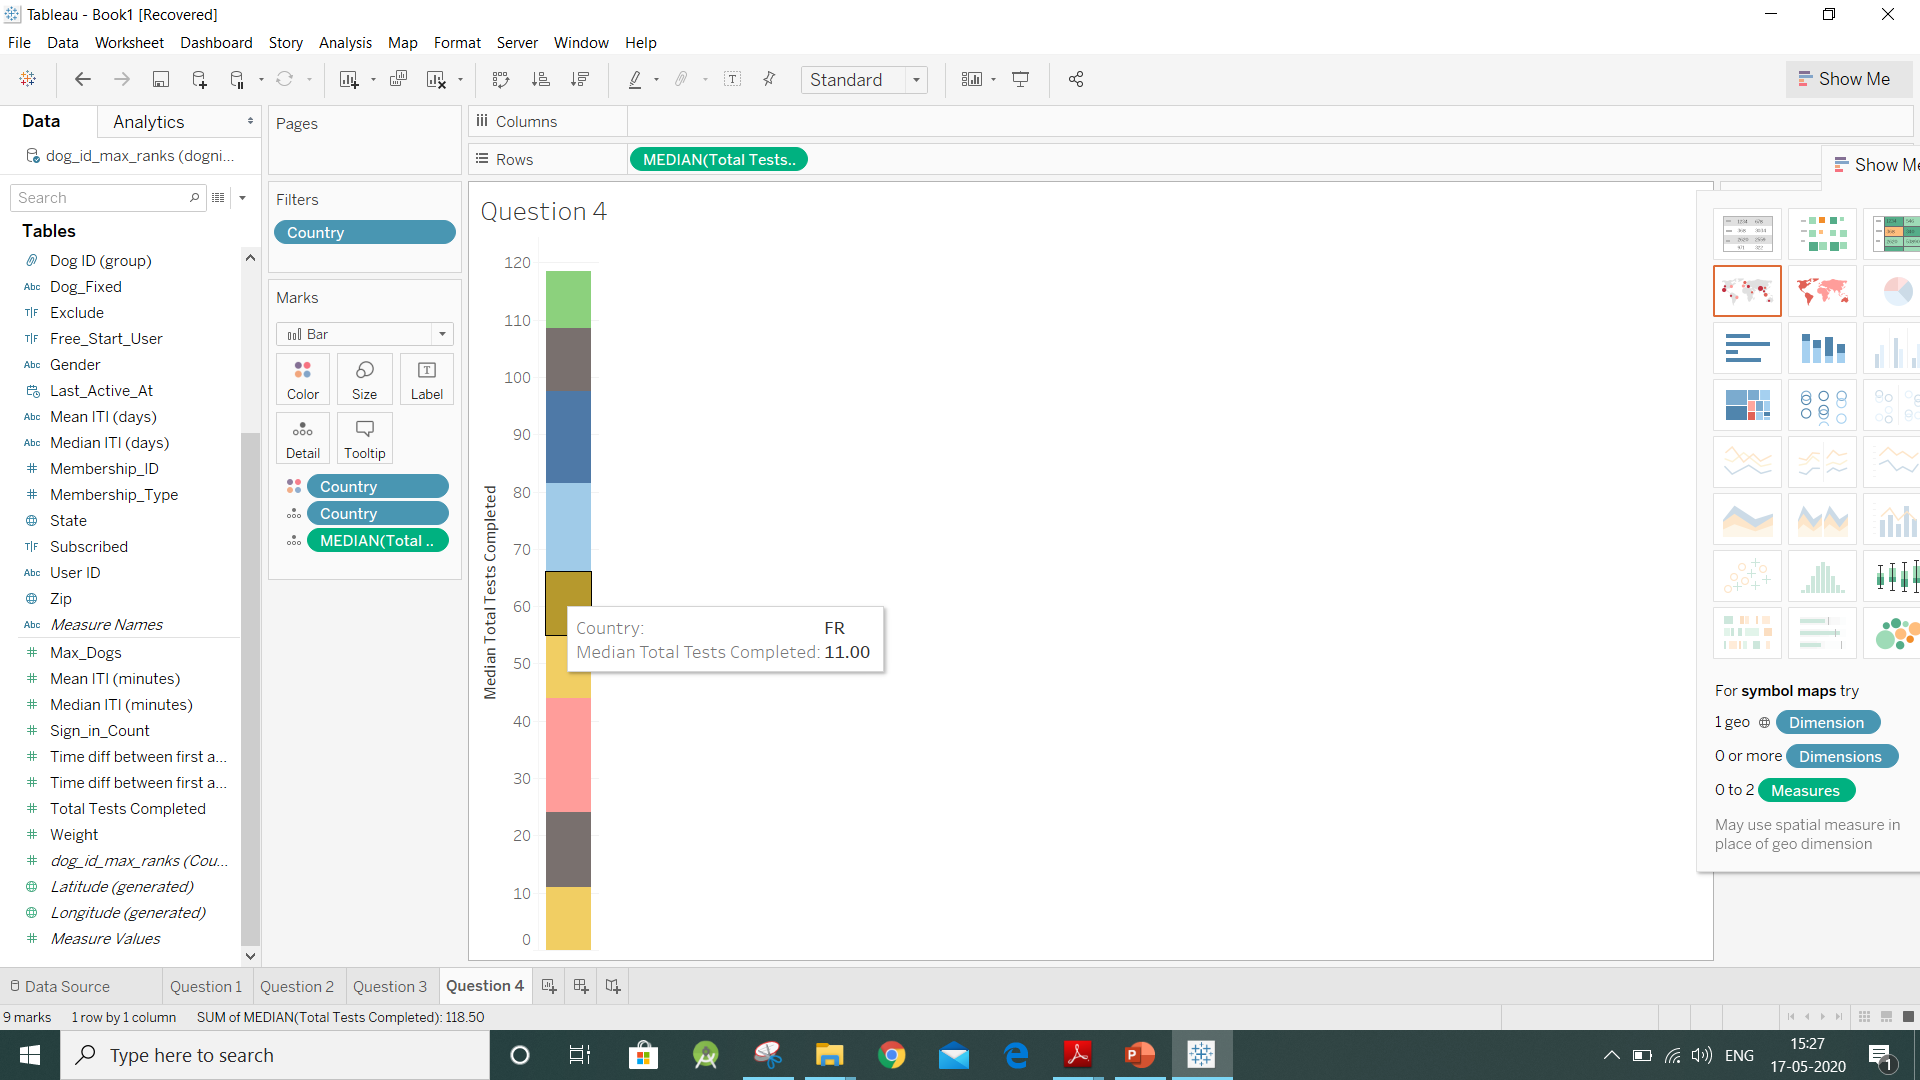 Tableau - Book1 [Recovered]
File Data Worksheet Dashboard Story Analysis Map Format Server Window Help
Standard
Show Me
Data
Analytics
dog_id_max_ranks (dogni...
Search
Tables
Dog ID (group)
Abc Dog_Fixed
T|F Exclude
T|F Free_Start_User
Abc Gender
Last_Active_At
Abc Mean ITI (days)
Abc Median ITI (days)
# Membership_ID
# Membership_Type
State
T|F Subscribed
Abc User ID
Zip
Abc Measure Names
# Max_Dogs
# Mean ITI (minutes)
# Median ITI (minutes)
# Sign_in_Count
# Time diff between first a...
# Time diff between first a...
# Total Tests Completed
# Weight
# dog_id_max_ranks (Cou...
Latitude (generated)
Longitude (generated)
# Measure Values
Pages
Filters
Country
Marks
Bar
Color
Size
Label
Detail
Tooltip
Country
Country
MEDIAN(Total ..
Columns
Rows
MEDIAN(Total Tests..
Question 4
Median Total Tests Completed
120
110
100
90
80
70
60
50
40
30
20
10
0
Country: FR
Median Total Tests Completed: 11.00
Show Me
For symbol maps try
1 geo Dimension
0 or more Dimensions
0 to 2 Measures
May use spatial measure in
place of geo dimension
Data Source
Question 1
Question 2
Question 3
Question 4
9 marks
1 row by 1 column
SUM of MEDIAN(Total Tests Completed): 118.50
Type here to search
ENG
15:27
17-05-2020
1